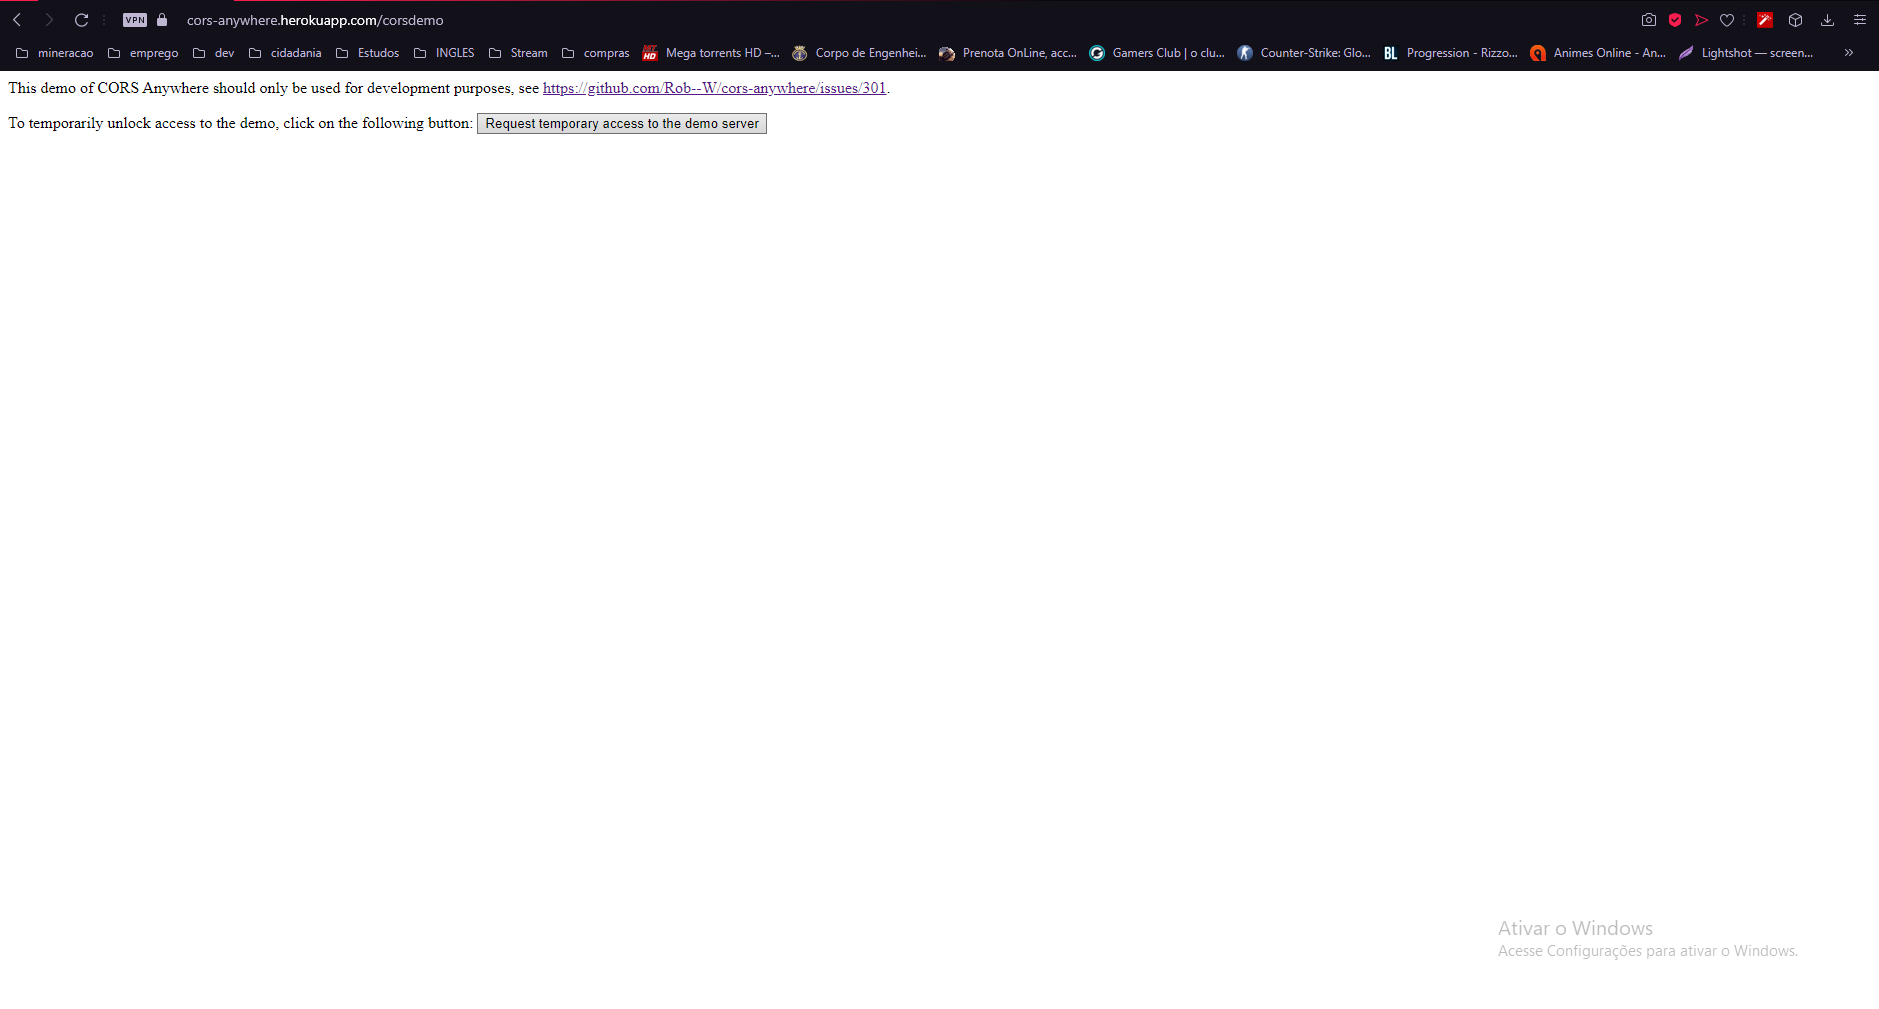 VPN cors-anywhere.herokuapp.com/corsdemo
mineracao emprego dev cidadania Estudos INGLES Stream compras Mega torrents HD –... Corpo de Engenhei... Prenota OnLine, acc... Gamers Club | o clu... Counter-Strike: Glo... BL Progression - Rizzo... Animes Online - An... Lightshot — screen... »
This demo of CORS Anywhere should only be used for development purposes, see https://github.com/Rob--W/cors-anywhere/issues/301.
To temporarily unlock access to the demo, click on the following button: Request temporary access to the demo server
Ativar o Windows
Acesse Configurações para ativar o Windows.